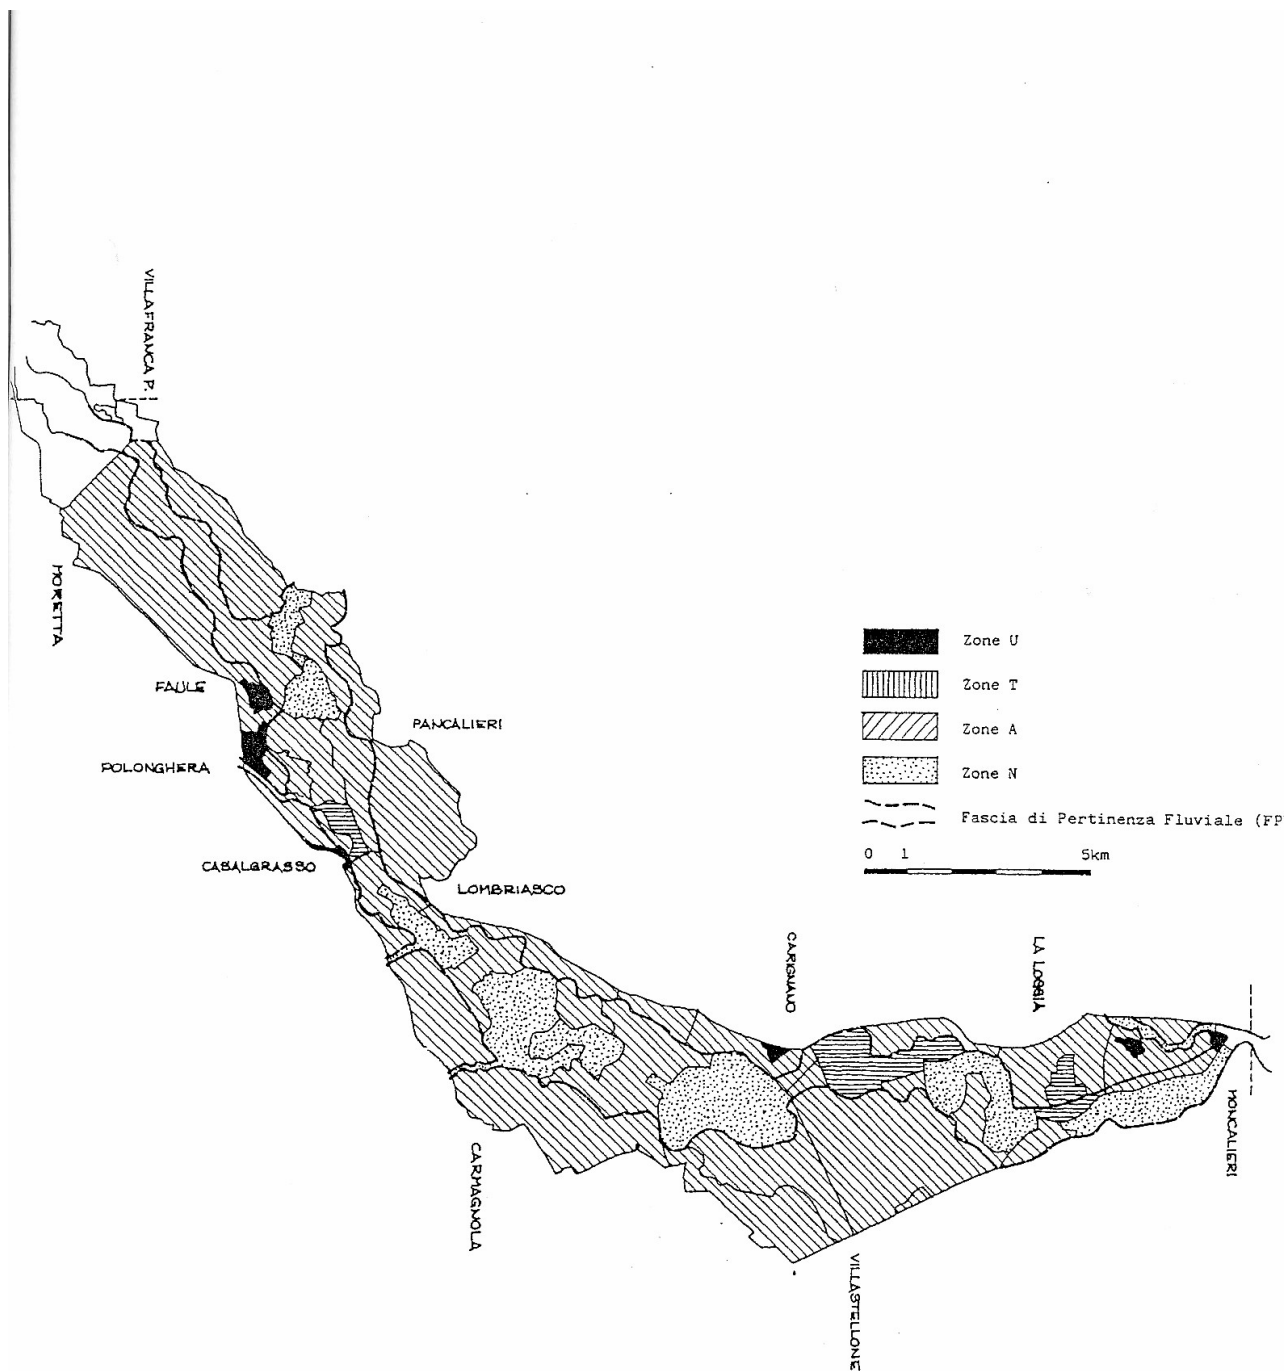 VILLAFRANCA P.
MORETTA
FAULE
PANCALIERI
POLONGHERA
CASALGRASSO
LOMBRIASCO
Zone U
Zone T
Zone A
Zone N
Fascia di Pertinenza Fluviale (FP
0 1 5km
CARIGNANO
LA LOGGIA
MONCALIERI
CARMAGNOLA
VILLASTELLONE